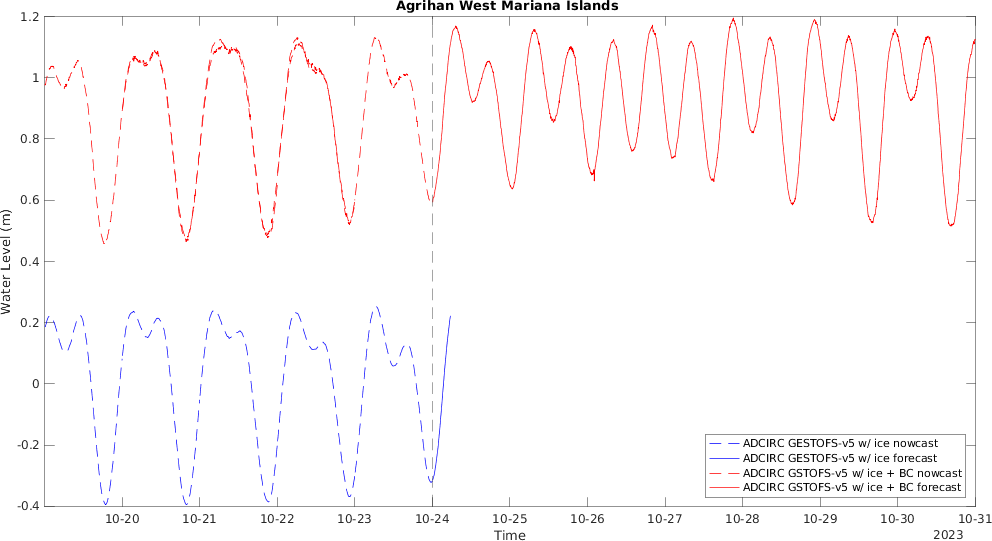 Agrihan West Mariana Islands
Water Level (m)
1.2
1
0.8
0.6
0.4
0.2
0
-0.2
-0.4
ADCIRC GESTOFS-v5 w/ ice nowcast
ADCIRC GESTOFS-v5 w/ ice forecast
ADCIRC GSTOFS-v5 w/ ice + BC nowcast
ADCIRC GSTOFS-v5 w/ ice + BC forecast
10-20 10-21 10-22 10-23 10-24 10-25 10-26 10-27 10-28 10-29 10-30 10-31
Time
2023